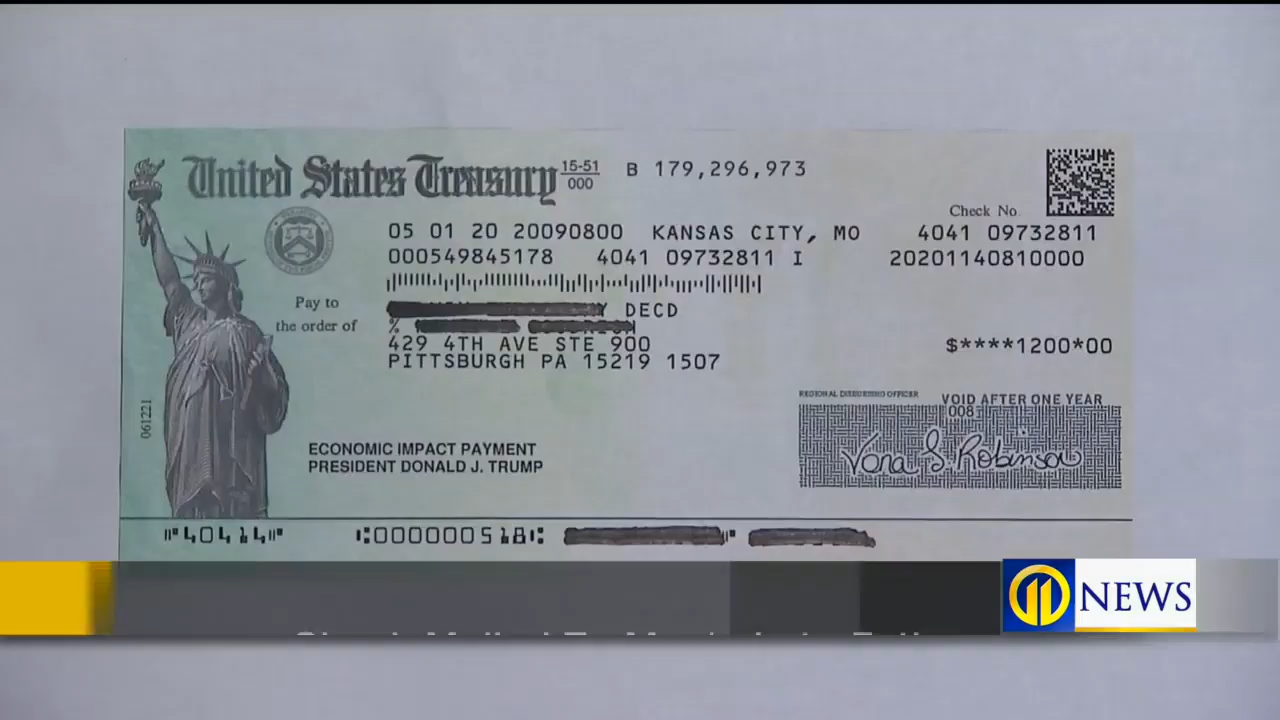 United States Treasury 15-51 000 B 179,296,973
Check No.
05 01 20 20090800 KANSAS CITY, MO 4041 09732811
000549845178 4041 09732811 I 20201140810000
Pay to
the order of
DECD
%
429 4TH AVE STE 900
PITTSBURGH PA 15219 1507
$****1200*00
REGIONAL DISBURSING OFFICER
VOID AFTER ONE YEAR
008
061221
ECONOMIC IMPACT PAYMENT
PRESIDENT DONALD J. TRUMP
Vona S. Robinson
⑈40414⑈ ⑆000000518⑆
11 NEWS